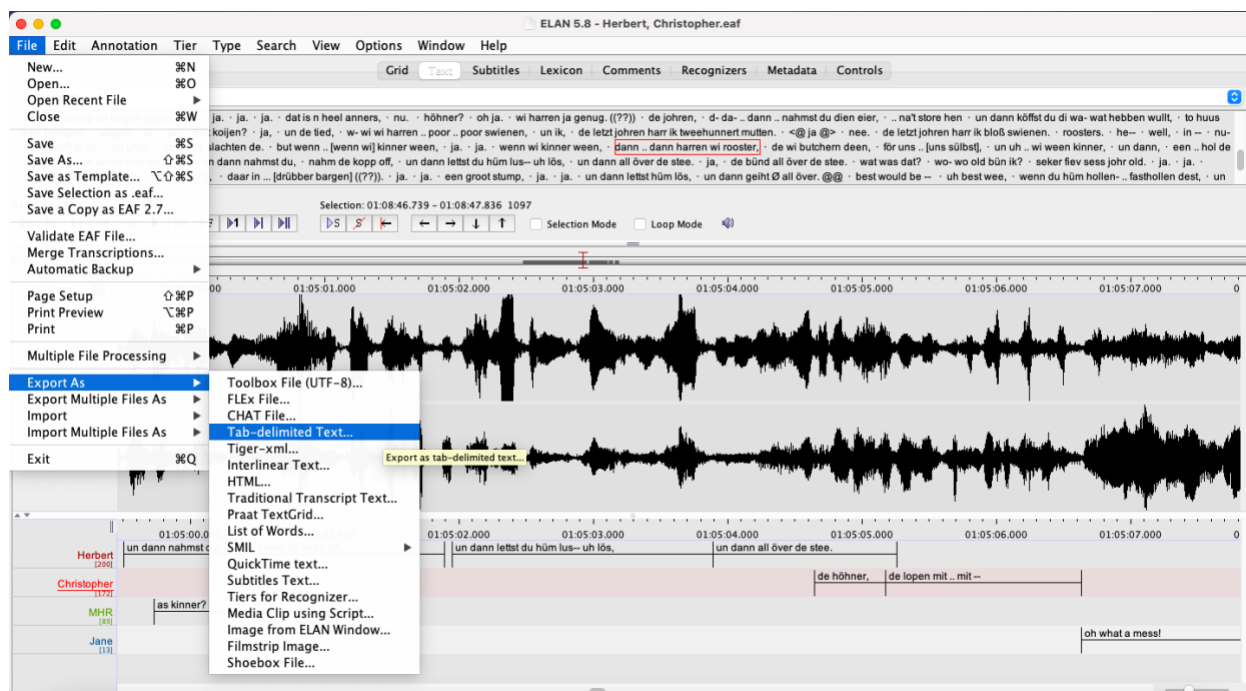 ELAN 5.8 - Herbert, Christopher.eaf
File Edit Annotation Tier Type Search View Options Window Help
New... ⌘N
Open... ⌘O
Open Recent File ▶
Close ⌘W
Save ⌘S
Save As... ⇧⌘S
Save as Template... ⌥⇧⌘S
Save Selection as .eaf...
Save a Copy as EAF 2.7...
Validate EAF File...
Merge Transcriptions...
Automatic Backup ▶
Page Setup ⇧⌘P
Print Preview ⌥⌘P
Print ⌘P
Multiple File Processing ▶
Export As ▶
Export Multiple Files As ▶
Import ▶
Import Multiple Files As ▶
Exit ⌘Q
Toolbox File (UTF-8)...
FLEx File...
CHAT File...
Tab-delimited Text...
Tiger-xml...
Interlinear Text...
HTML...
Traditional Transcript Text...
Praat TextGrid...
List of Words...
SMIL ▶
QuickTime text...
Subtitles Text...
Tiers for Recognizer...
Media Clip using Script...
Image from ELAN Window...
Filmstrip Image...
Shoebox File...
Export as tab-delimited text...
Grid Text Subtitles Lexicon Comments Recognizers Metadata Controls
ja. · ja. · ja. · dat is n heel anners, · nu. · höhner? · oh ja. · wi harren ja genug. ((??)) · de johren, · d- da- .. dann .. nahmst du dien eier, · .. na't store hen · un dann köffst du di wa- wat hebben wullt, · to huus
koijen? · ja, · un de tied, · w- wi wi harren .. poor .. poor swienen, · un ik, · de letzt johren harr ik tweehunnert mutten. · <@ ja @> · nee. · de letzt johren harr ik bloß swienen. · roosters. · he-- · well, · in -- · nu-
slachten de. · but wenn .. [wenn wi] kinner ween, · ja. · ja. · wenn wi kinner ween, · dann .. dann harren wi rooster, · de wi butchern deen, · för uns .. [uns sülbst], · un uh .. wi ween kinner, · un dann, · een .. hol de
n dann nahmst du, · nahm de kopp off, · un dann lettst du hüm lus-- uh lös, · un dann all över de stee. · ja, · de bünd all över de stee. · wat was dat? · wo- wo old bün ik? · seker fiev sess johr old. · ja. · ja. ·
· daar in ... [drübber bargen] ((??)). · ja. · ja. · een groot stump, · ja. · ja. · un dann lettst hüm lös, · un dann geiht Ø all över. @@ · best would be -- · uh best wee, · wenn du hüm hollen- .. fasthollen dest, · un
Selection: 01:08:46.739 - 01:08:47.836 1097
Selection Mode Loop Mode
01:05:01.000 01:05:02.000 01:05:03.000 01:05:04.000 01:05:05.000 01:05:06.000 01:05:07.000
01:05:00.0 01:05:02.000 01:05:03.000 01:05:04.000 01:05:05.000 01:05:06.000 01:05:07.000
Herbert un dann nahmst un dann lettst du hüm lus-- uh lös, un dann all över de stee.
[200]
Christopher de höhner, de lopen mit .. mit --
[172]
MHR as kinner?
[89]
Jane oh what a mess!
[13]